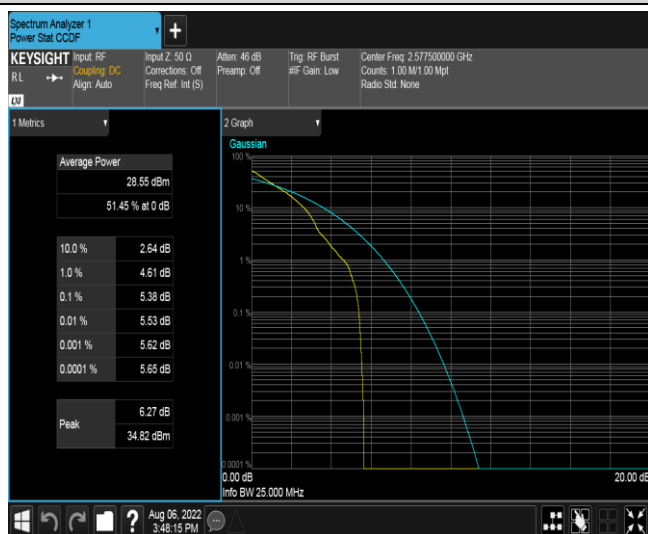 Spectrum Analyzer 1
Power Stat CCDF
+
KEYSIGHT
RL
LXI
Input: RF
Coupling: DC
Align: Auto
Input Z: 50 Ω
Corrections: Off
Freq Ref: Int (S)
Atten: 46 dB
Preamp: Off
Trig: RF Burst
#IF Gain: Low
Center Freq: 2.577500000 GHz
Counts: 1.00 M/1.00 Mpt
Radio Std: None
1 Metrics
Average Power
28.55 dBm
51.45 % at 0 dB
10.0 % 2.64 dB
1.0 % 4.61 dB
0.1 % 5.38 dB
0.01 % 5.53 dB
0.001 % 5.62 dB
0.0001 % 5.65 dB
Peak
6.27 dB
34.82 dBm
2 Graph
Gaussian
100 %
10 %
1 %
0.1 %
0.01 %
0.001 %
0.0001 %
0.00 dB 20.00 dB
Info BW 25.000 MHz
?
Aug 06, 2022
3:48:15 PM